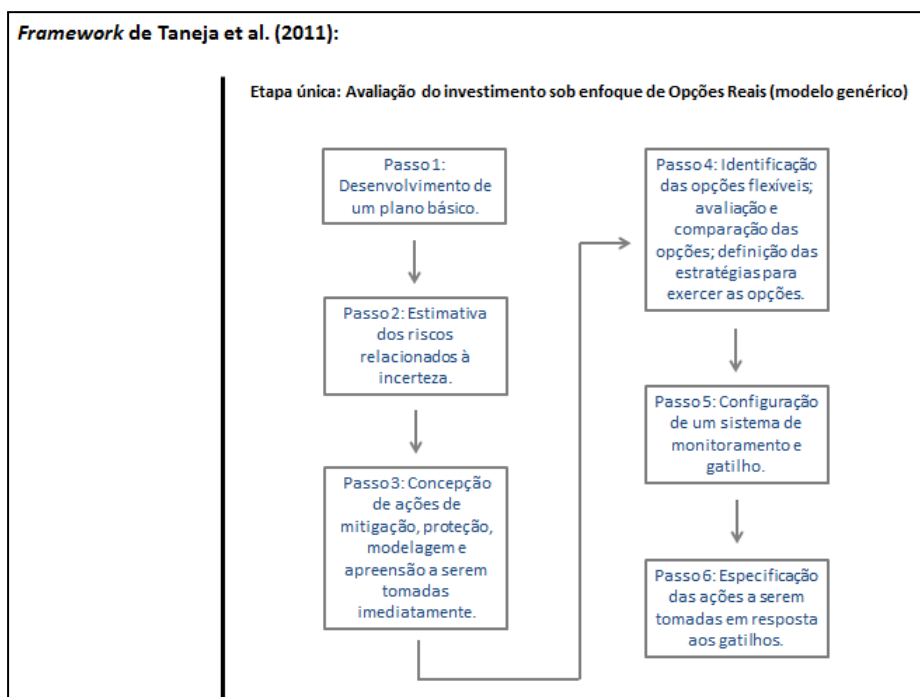 Framework de Taneja et al. (2011):
Etapa única: Avaliação do investimento sob enfoque de Opções Reais (modelo genérico)
Passo 1:
Desenvolvimento de
um plano básico.
Passo 2: Estimativa
dos riscos
relacionados à
incerteza.
Passo 3: Concepção
de ações de
mitigação, proteção,
modelagem e
apreensão a serem
tomadas
imediatamente.
Passo 4: Identificação
das opções flexíveis;
avaliação e
comparação das
opções; definição das
estratégias para
exercer as opções.
Passo 5: Configuração
de um sistema de
monitoramento e
gatilho.
Passo 6: Especificação
das ações a serem
tomadas em resposta
aos gatilhos.